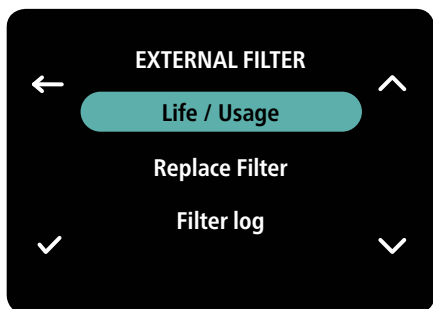 EXTERNAL FILTER
Life / Usage
Replace Filter
Filter log